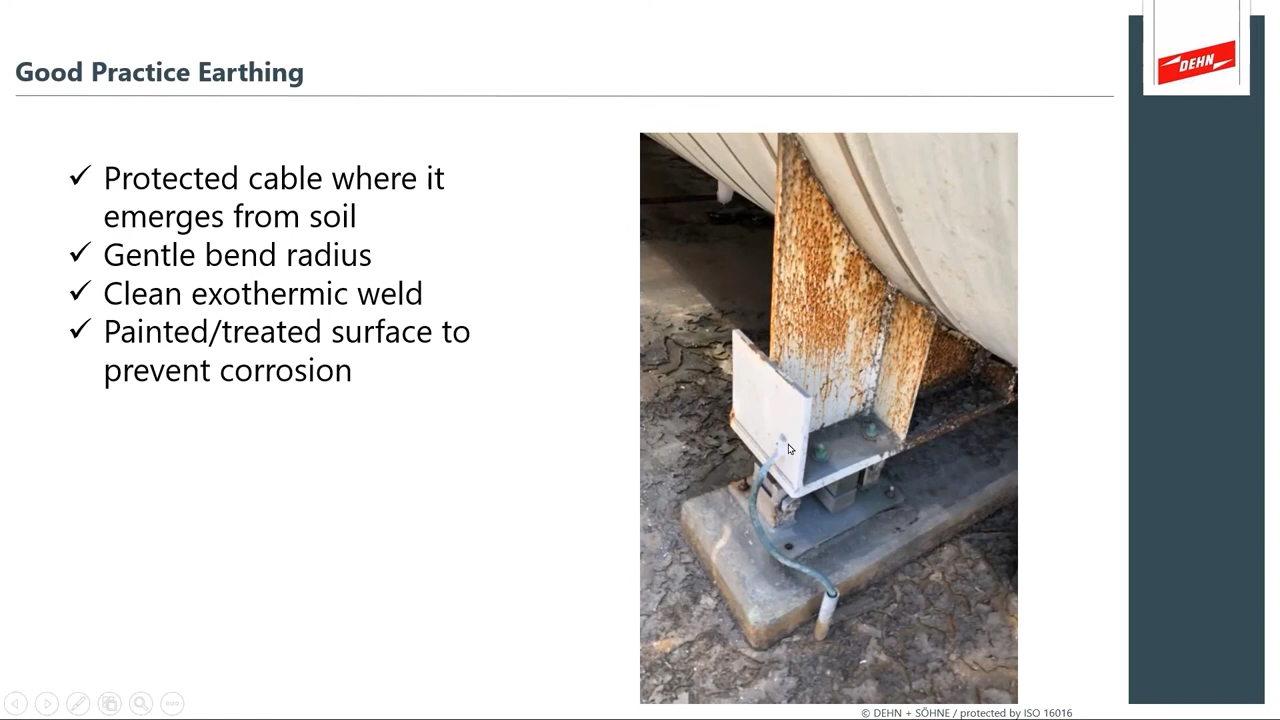 Good Practice Earthing
DEHN
✓ Protected cable where it
emerges from soil
✓ Gentle bend radius
✓ Clean exothermic weld
✓ Painted/treated surface to
prevent corrosion
© DEHN + SÖHNE / protected by ISO 16016